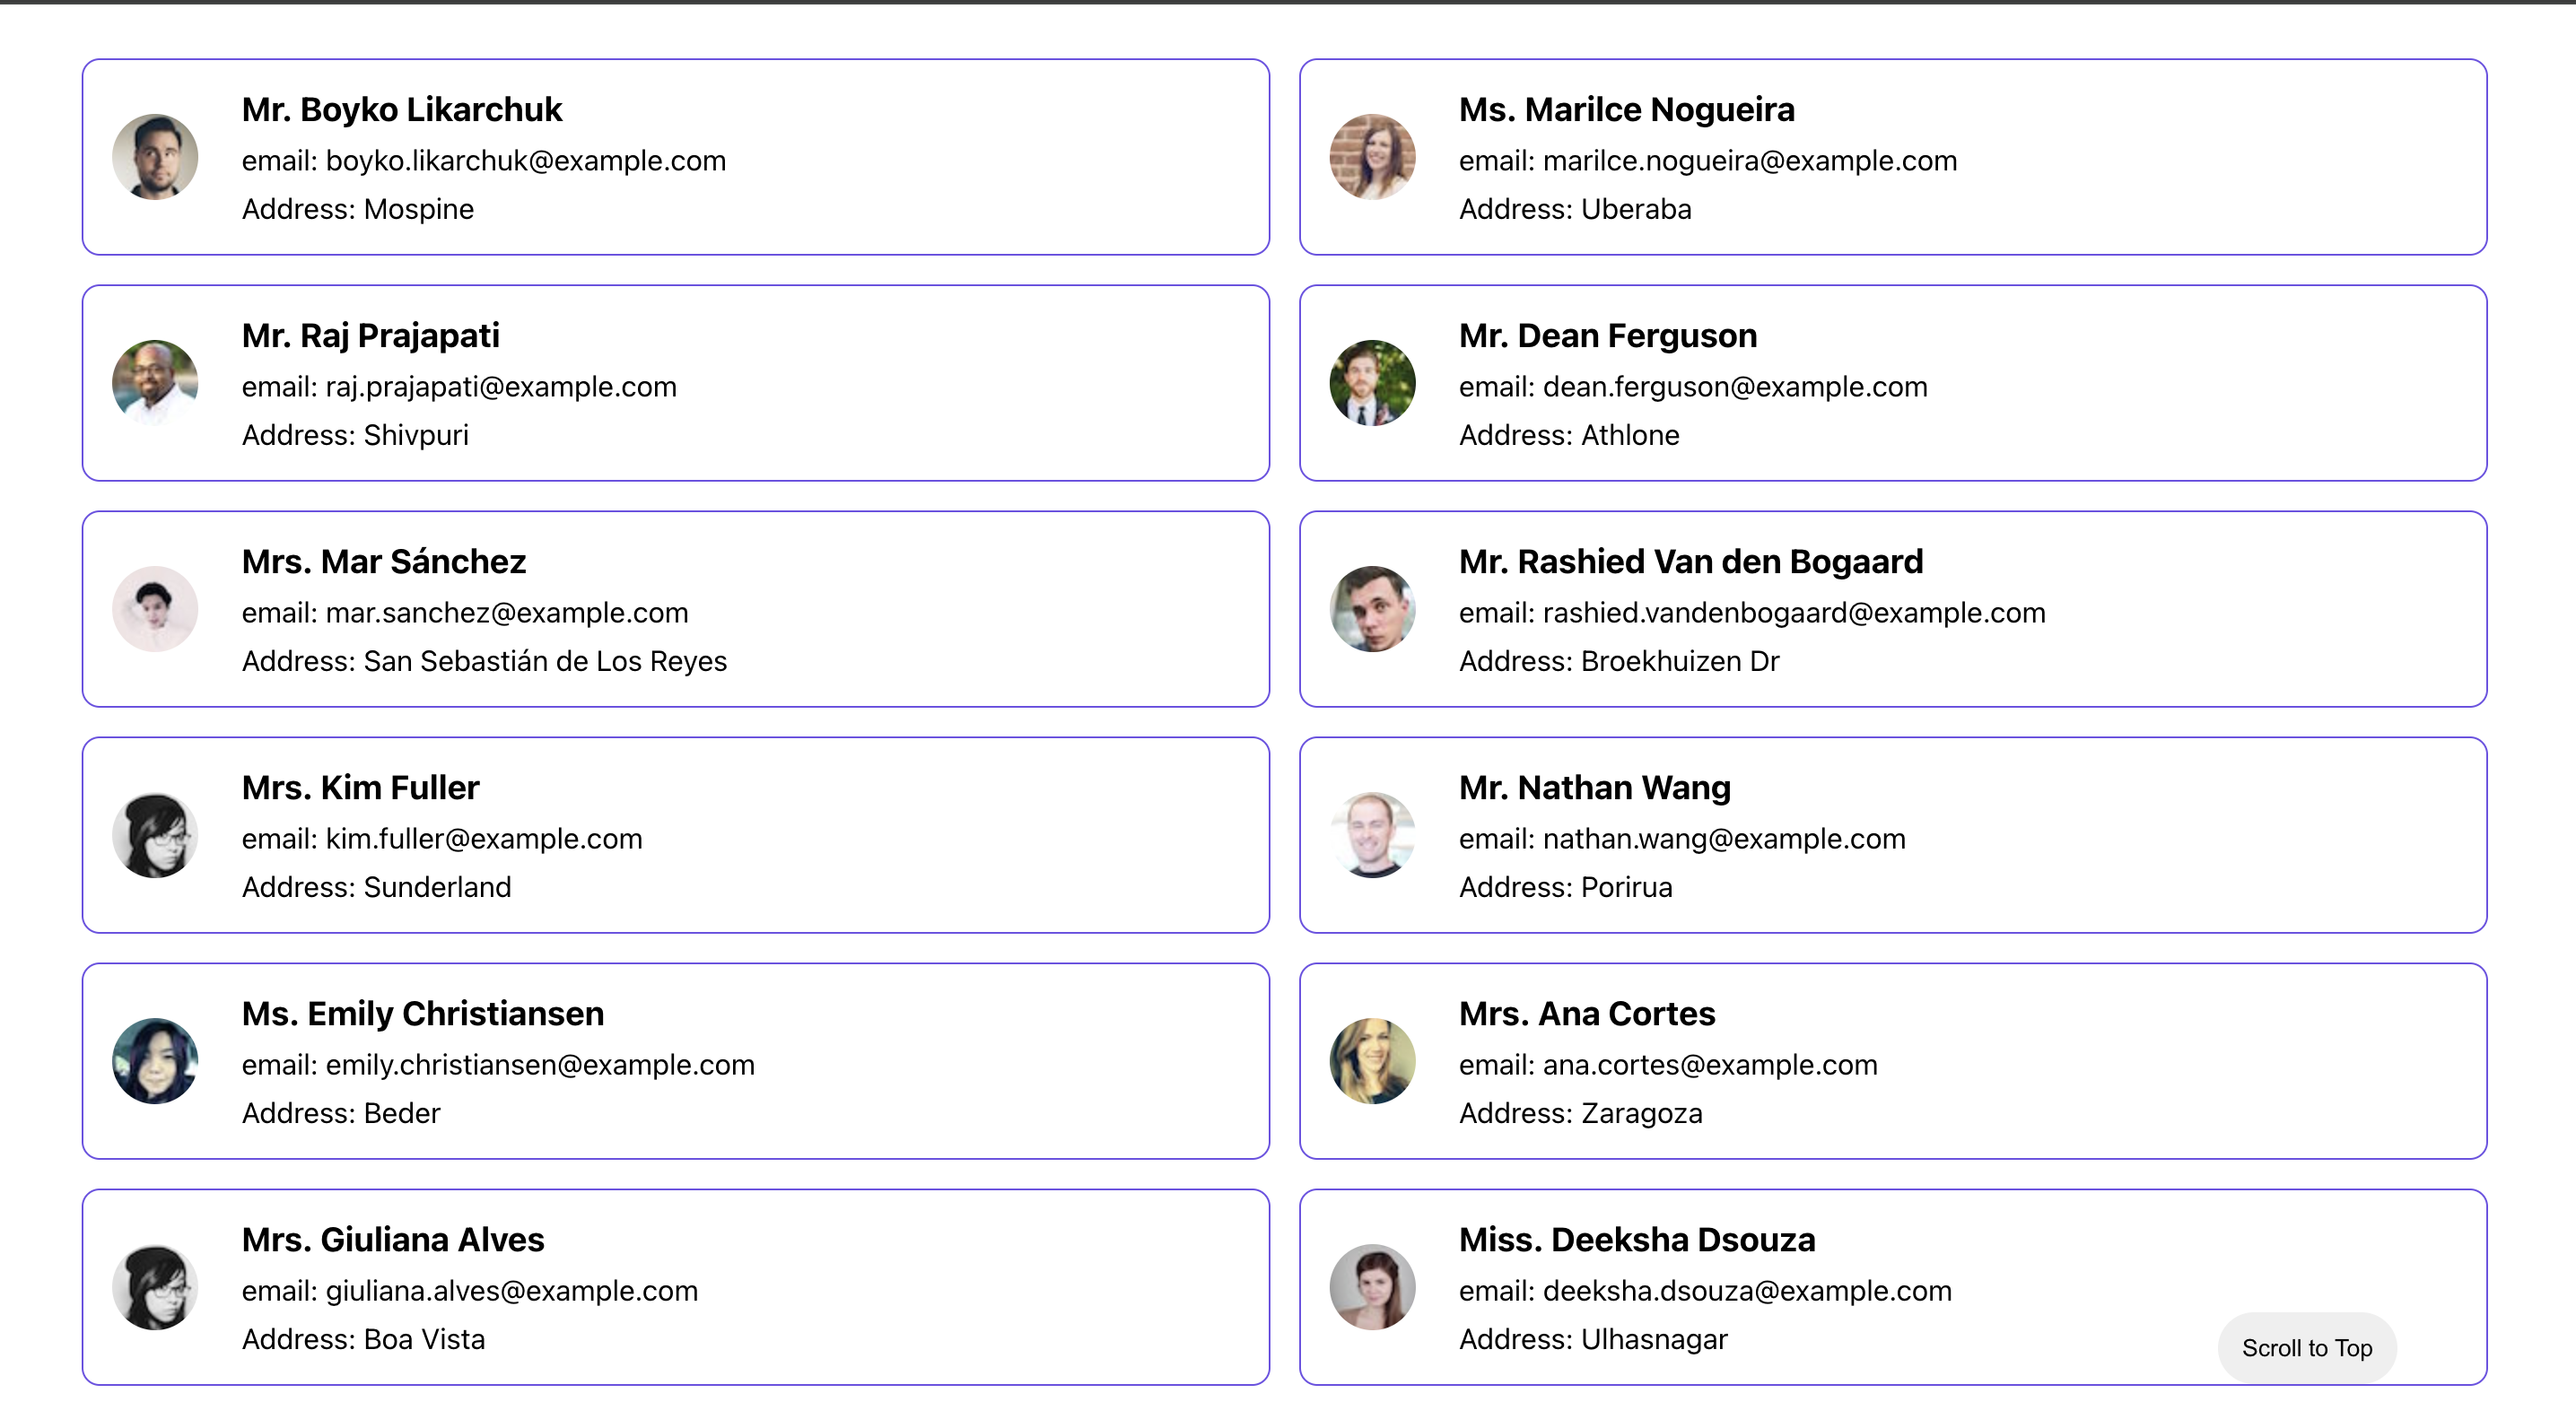 Mr. Boyko Likarchuk
email: boyko.likarchuk@example.com
Address: Mospine
Ms. Marilce Nogueira
email: marilce.nogueira@example.com
Address: Uberaba
Mr. Raj Prajapati
email: raj.prajapati@example.com
Address: Shivpuri
Mr. Dean Ferguson
email: dean.ferguson@example.com
Address: Athlone
Mrs. Mar Sánchez
email: mar.sanchez@example.com
Address: San Sebastián de Los Reyes
Mr. Rashied Van den Bogaard
email: rashied.vandenbogaard@example.com
Address: Broekhuizen Dr
Mrs. Kim Fuller
email: kim.fuller@example.com
Address: Sunderland
Mr. Nathan Wang
email: nathan.wang@example.com
Address: Porirua
Ms. Emily Christiansen
email: emily.christiansen@example.com
Address: Beder
Mrs. Ana Cortes
email: ana.cortes@example.com
Address: Zaragoza
Mrs. Giuliana Alves
email: giuliana.alves@example.com
Address: Boa Vista
Miss. Deeksha Dsouza
email: deeksha.dsouza@example.com
Address: Ulhasnagar
Scroll to Top